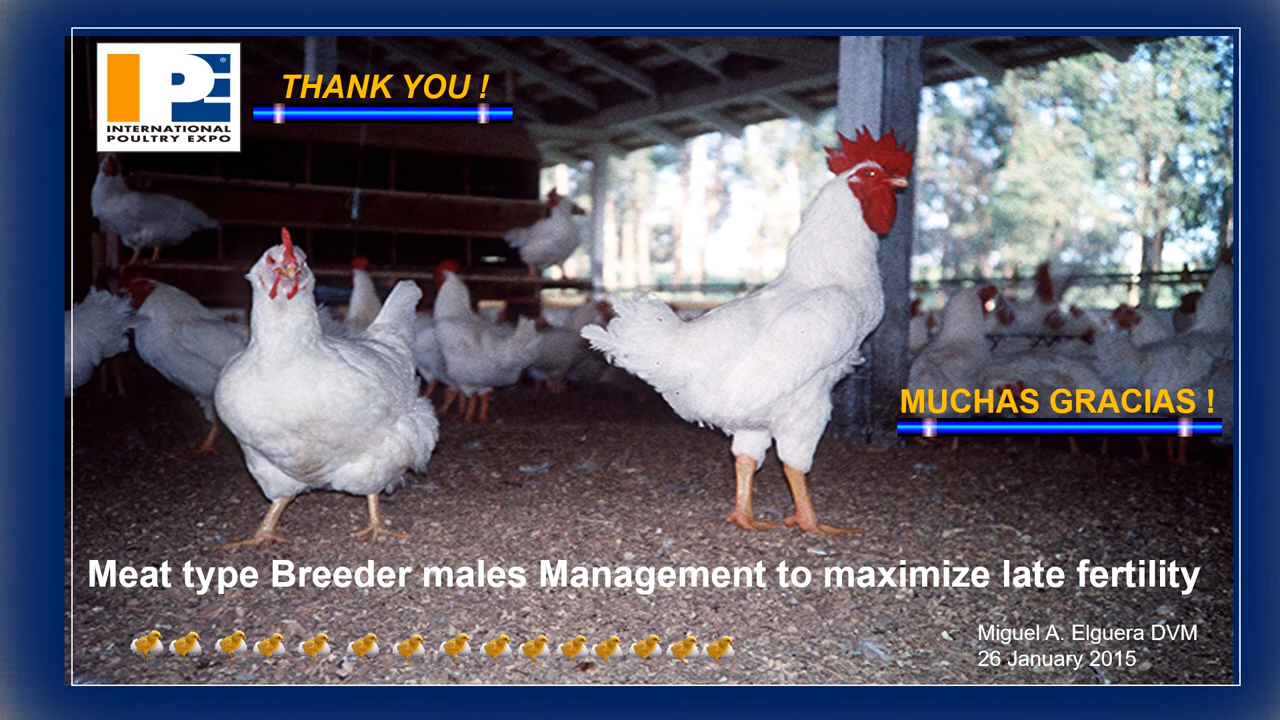 THANK YOU !
IPE ®
INTERNATIONAL
POULTRY EXPO
MUCHAS GRACIAS !
Meat type Breeder males Management to maximize late fertility
Miguel A. Elguera DVM
26 January 2015